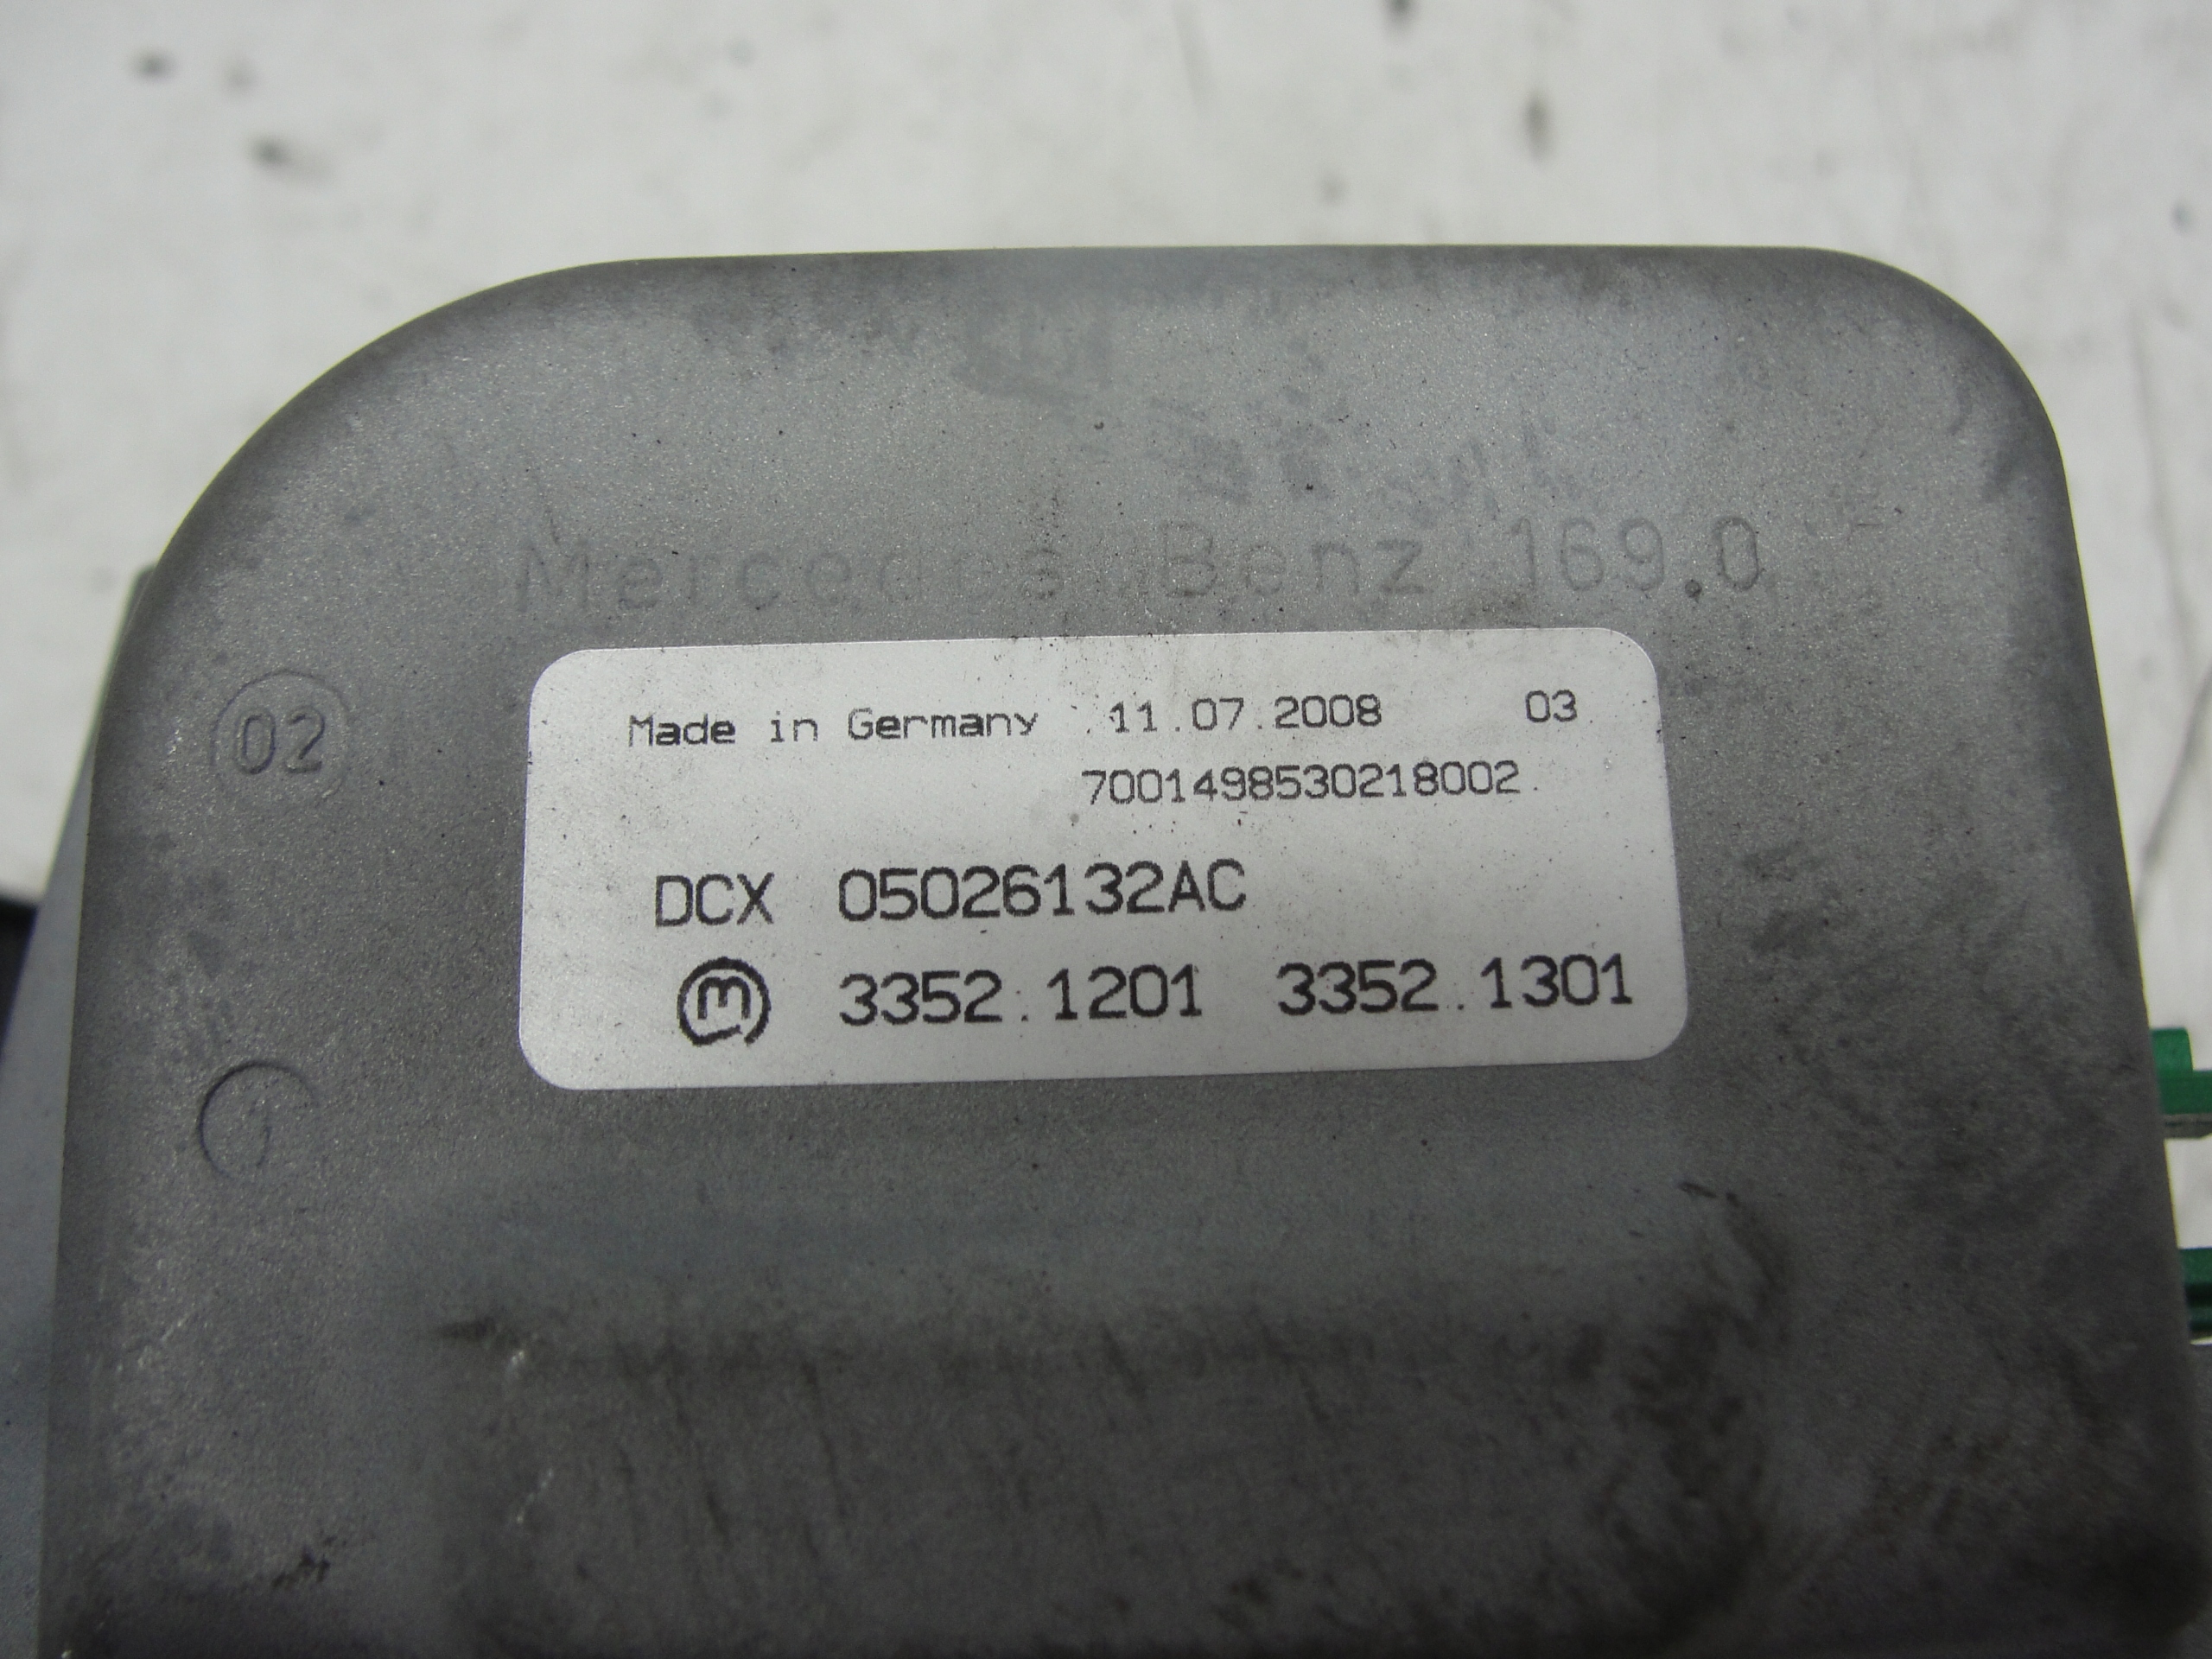 Mercedes Benz 169.0
02
Made in Germany 11.07.2008 03
7001498530218002
DCX 05026132AC
m 3352.1201 3352.1301
1